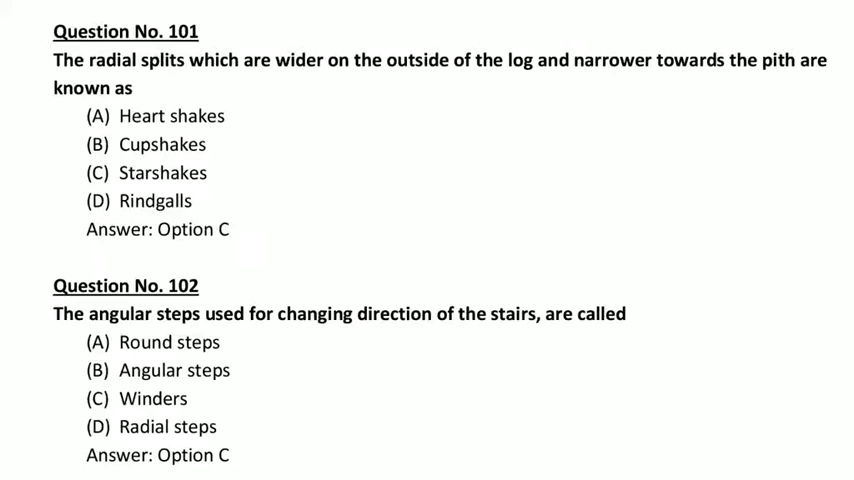 Question No. 101
The radial splits which are wider on the outside of the log and narrower towards the pith are
known as
(A) Heart shakes
(B) Cupshakes
(C) Starshakes
(D) Rindgalls
Answer: Option C
Question No. 102
The angular steps used for changing direction of the stairs, are called
(A) Round steps
(B) Angular steps
(C) Winders
(D) Radial steps
Answer: Option C